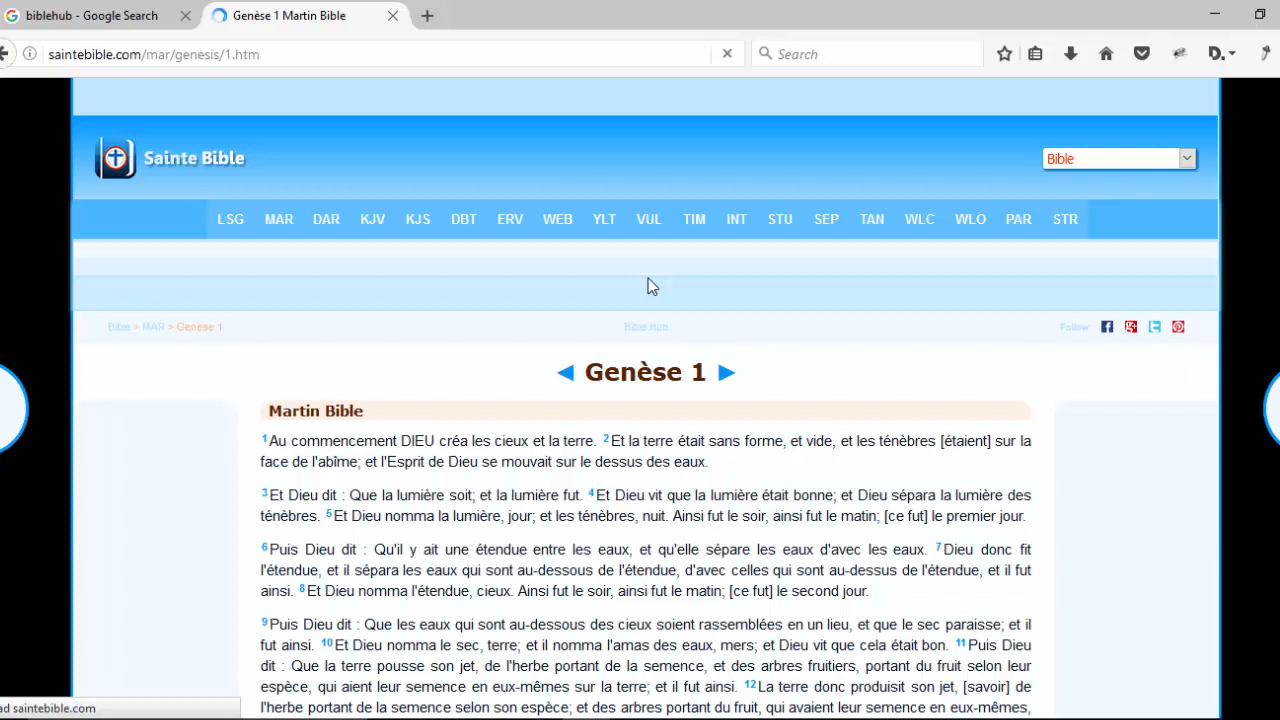 biblehub - Google Search
Genèse 1 Martin Bible
saintebible.com/mar/genesis/1.htm
Search
Sainte Bible
Bible
LSG MAR DAR KJV KJS DBT ERV WEB YLT VUL TIM INT STU SEP TAN WLC WLO PAR STR
Bible > MAR > Genèse 1
Bible Hub
Follow
Genèse 1
Martin Bible
1Au commencement DIEU créa les cieux et la terre. 2Et la terre était sans forme, et vide, et les ténèbres [étaient] sur la
face de l'abîme; et l'Esprit de Dieu se mouvait sur le dessus des eaux.
3Et Dieu dit : Que la lumière soit; et la lumière fut. 4Et Dieu vit que la lumière était bonne; et Dieu sépara la lumière des
ténèbres. 5Et Dieu nomma la lumière, jour; et les ténèbres, nuit. Ainsi fut le soir, ainsi fut le matin; [ce fut] le premier jour.
6Puis Dieu dit : Qu'il y ait une étendue entre les eaux, et qu'elle sépare les eaux d'avec les eaux. 7Dieu donc fit
l'étendue, et il sépara les eaux qui sont au-dessous de l'étendue, d'avec celles qui sont au-dessus de l'étendue, et il fut
ainsi. 8Et Dieu nomma l'étendue, cieux. Ainsi fut le soir, ainsi fut le matin; [ce fut] le second jour.
9Puis Dieu dit : Que les eaux qui sont au-dessous des cieux soient rassemblées en un lieu, et que le sec paraisse; et il
fut ainsi. 10Et Dieu nomma le sec, terre; et il nomma l'amas des eaux, mers; et Dieu vit que cela était bon. 11Puis Dieu
dit : Que la terre pousse son jet, de l'herbe portant de la semence, et des arbres fruitiers, portant du fruit selon leur
espèce, qui aient leur semence en eux-mêmes sur la terre; et il fut ainsi. 12La terre donc produisit son jet, [savoir] de
l'herbe portant de la semence selon son espèce; et des arbres portant du fruit, qui avaient leur semence en eux-mêmes,
ad saintebible.com